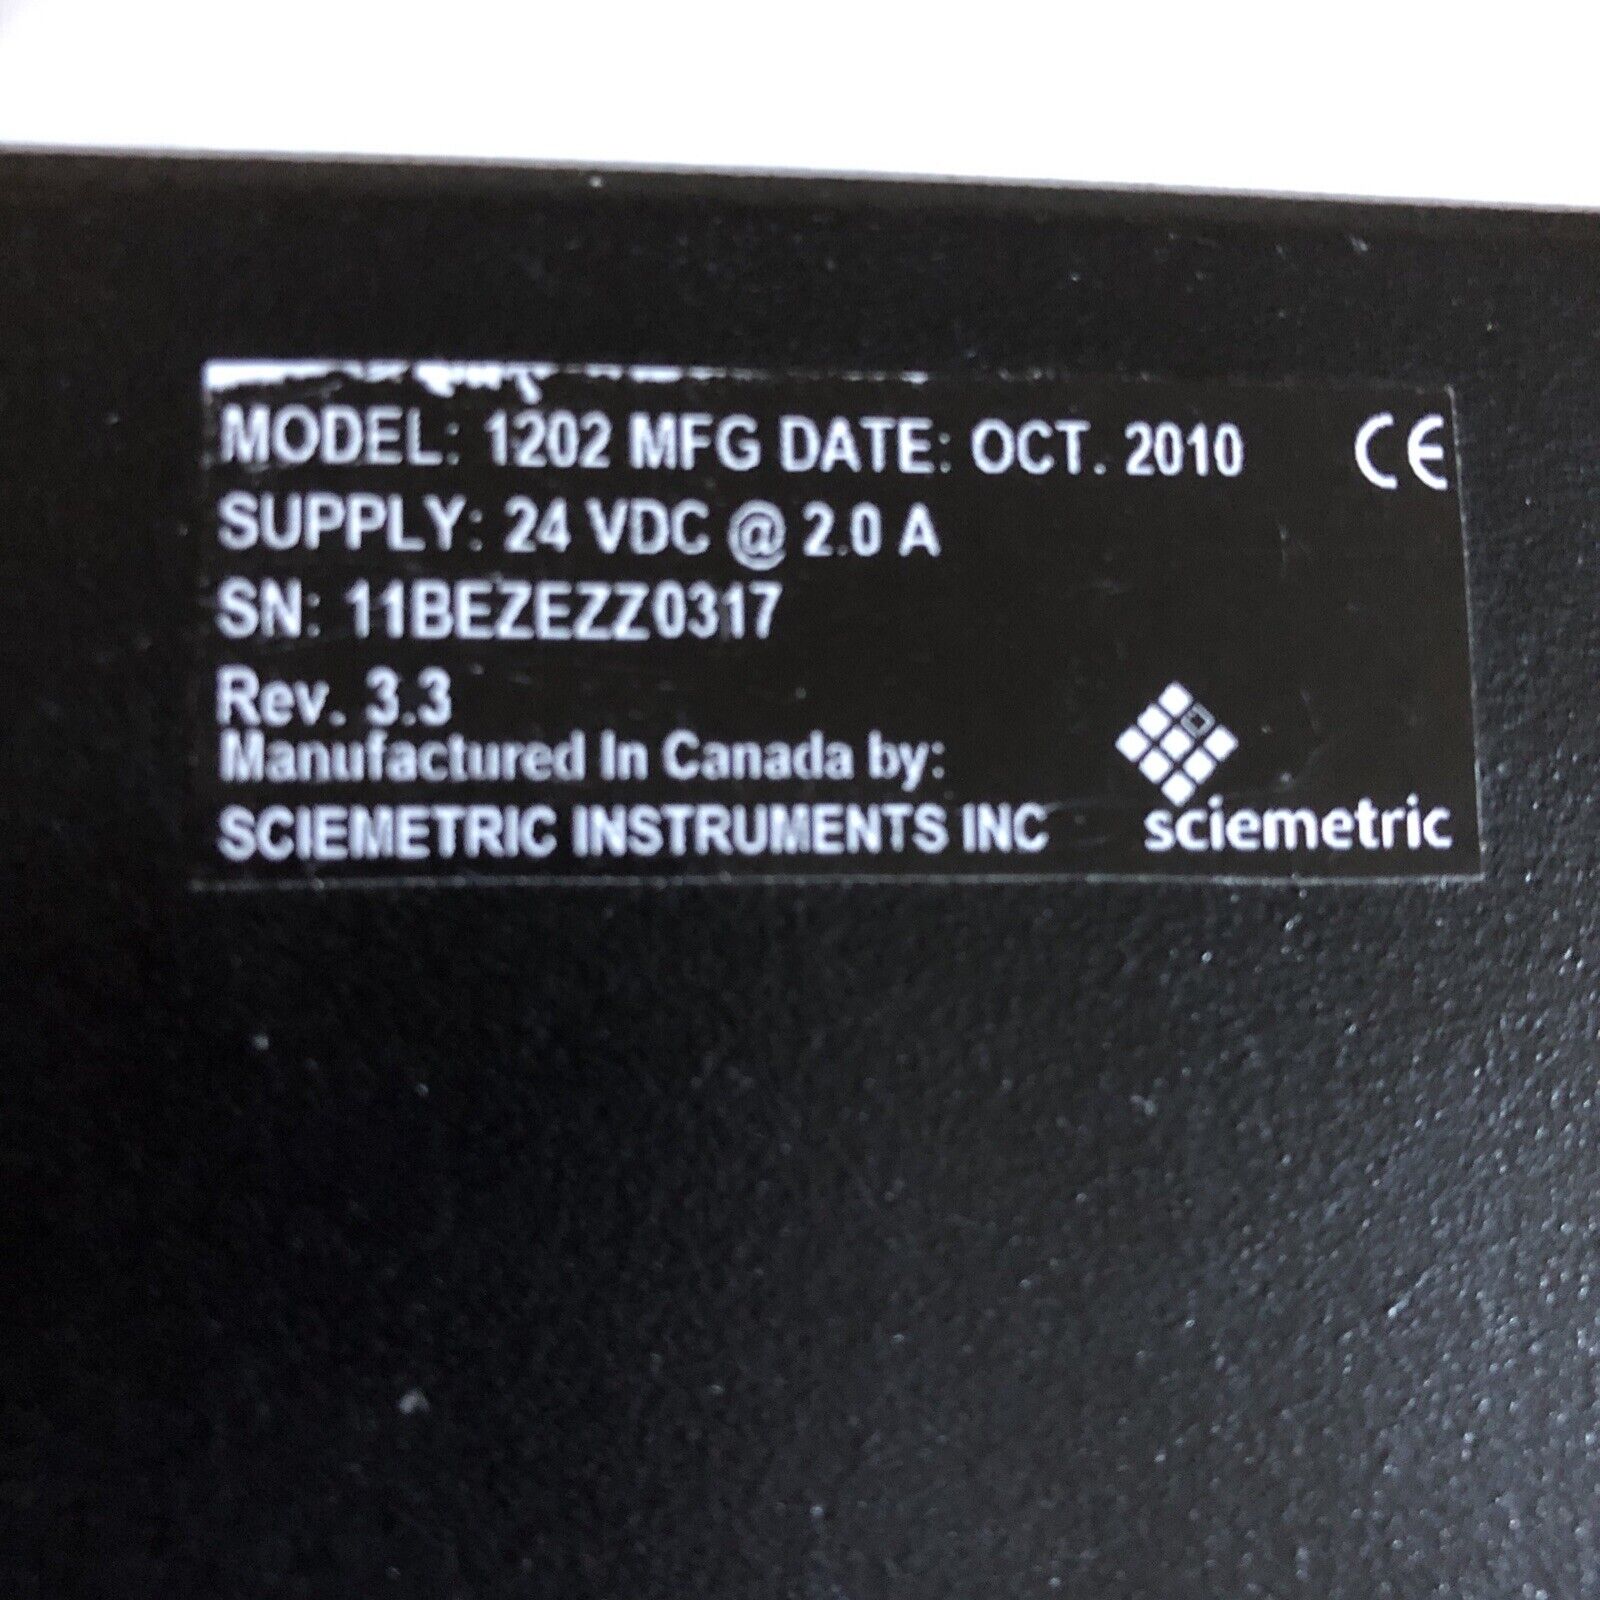 MODEL: 1202 MFG DATE: OCT. 2010 CE
SUPPLY: 24 VDC @ 2.0 A
SN: 11BEZEZZ0317
Rev. 3.3
Manufactured In Canada by:
SCIEMETRIC INSTRUMENTS INC
sciemetric